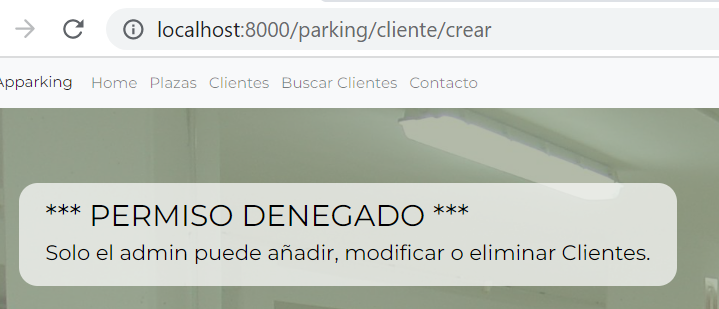 localhost:8000/parking/cliente/crear
Apparking Home Plazas Clientes Buscar Clientes Contacto
*** PERMISO DENEGADO ***
Solo el admin puede añadir, modificar o eliminar Clientes.